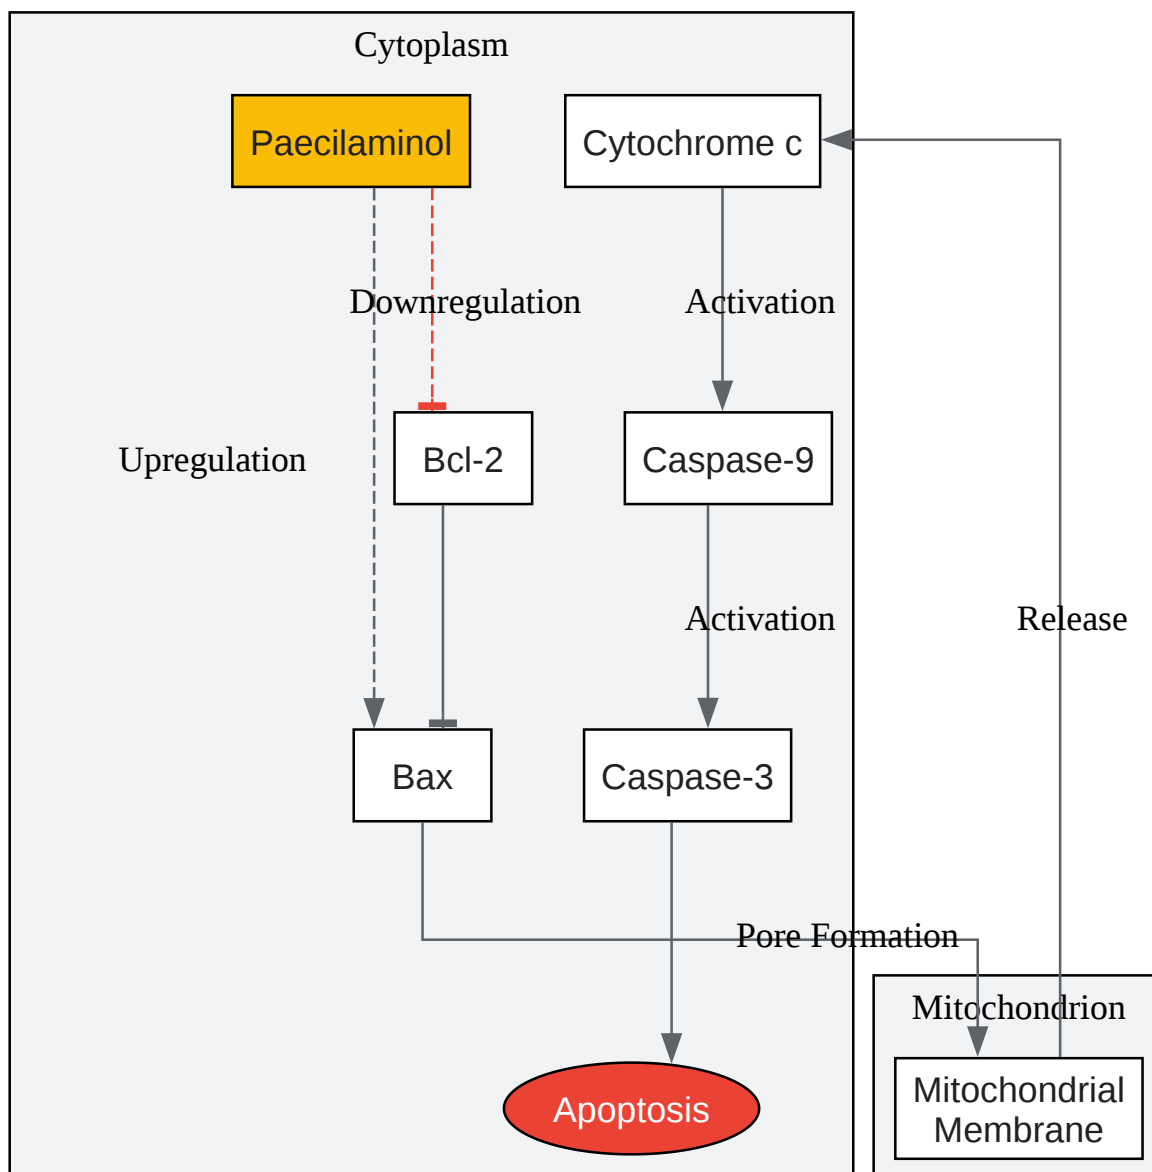 Cytoplasm
Paecilaminol
Cytochrome c
Downregulation
Activation
Upregulation
Bcl-2
Caspase-9
Activation
Release
Bax
Caspase-3
Pore Formation
Mitochondrion
Mitochondrial
Membrane
Apoptosis